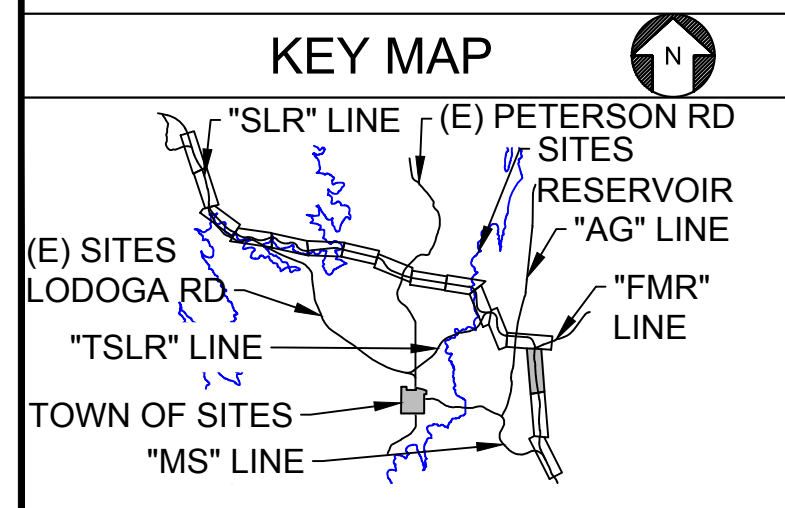 KEY MAP
N
"SLR" LINE
(E) PETERSON RD
SITES
RESERVOIR
"AG" LINE
(E) SITES
LODOGA RD
"FMR"
LINE
"TSLR" LINE
TOWN OF SITES
"MS" LINE